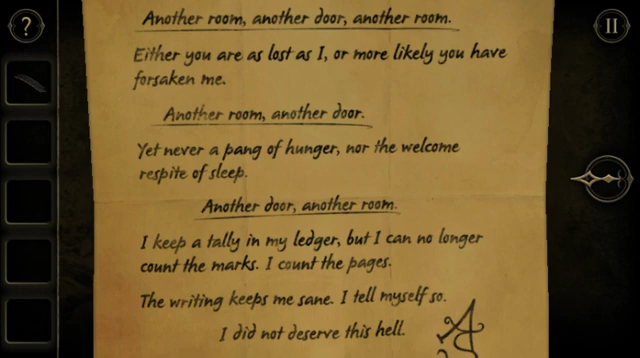 ?
Another room, another door, another room.
Either you are as lost as I, or more likely you have
forsaken me.
Another room, another door.
Yet never a pang of hunger, nor the welcome
respite of sleep.
Another door, another room.
I keep a tally in my ledger, but I can no longer
count the marks. I count the pages.
The writing keeps me sane. I tell myself so.
I did not deserve this hell.